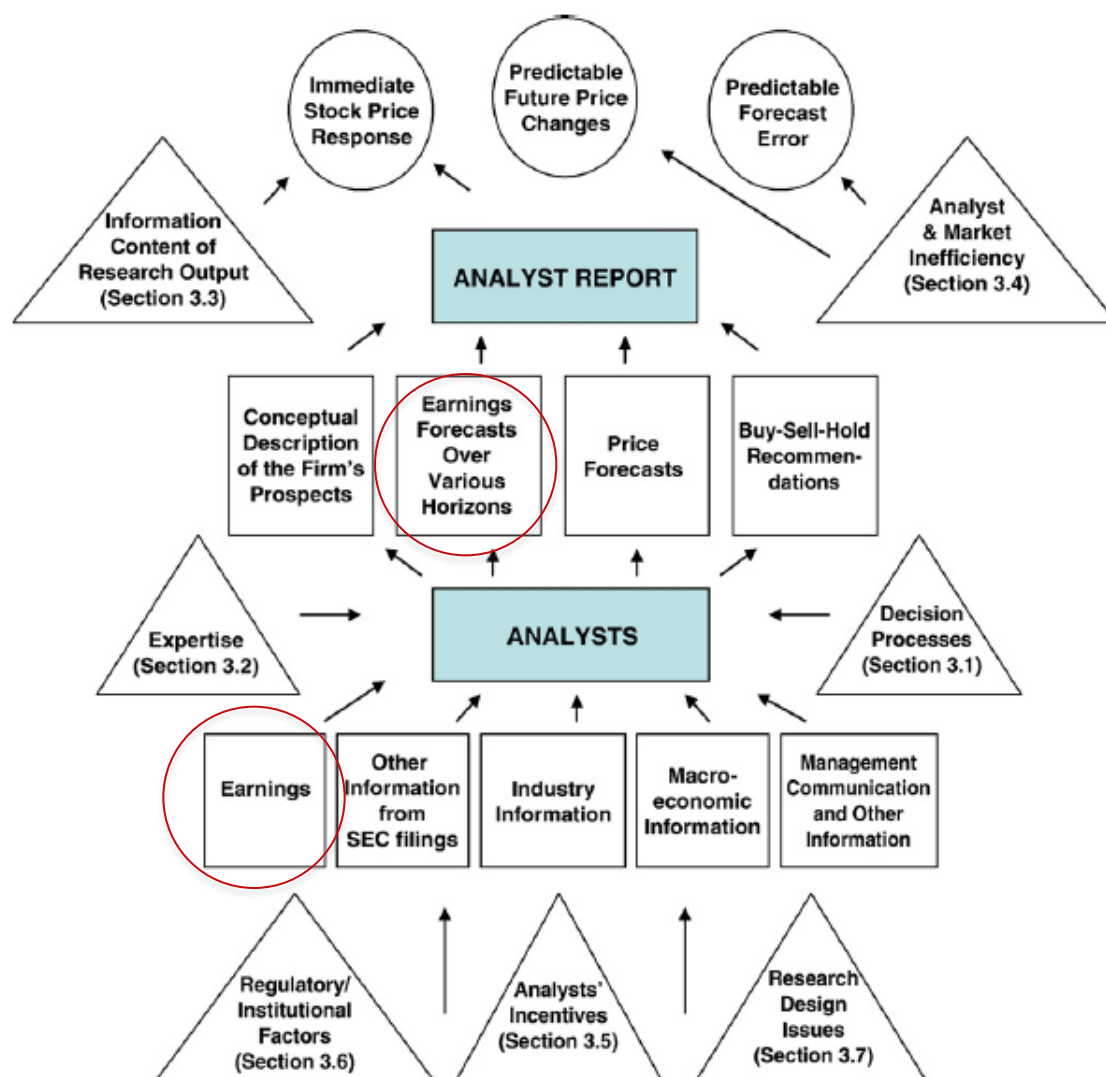 Immediate
Stock Price
Response
Predictable
Future Price
Changes
Predictable
Forecast
Error
Information
Content of
Research Output
(Section 3.3)
ANALYST REPORT
Analyst
& Market
Inefficiency
(Section 3.4)
Conceptual
Description
of the Firm's
Prospects
Earnings
Forecasts
Over
Various
Horizons
Price
Forecasts
Buy-Sell-Hold
Recommen-
dations
Expertise
(Section 3.2)
ANALYSTS
Decision
Processes
(Section 3.1)
Earnings
Other
Information
from
SEC filings
Industry
Information
Macro-
economic
Information
Management
Communication
and Other
Information
Regulatory/
Institutional
Factors
(Section 3.6)
Analysts'
Incentives
(Section 3.5)
Research
Design
Issues
(Section 3.7)